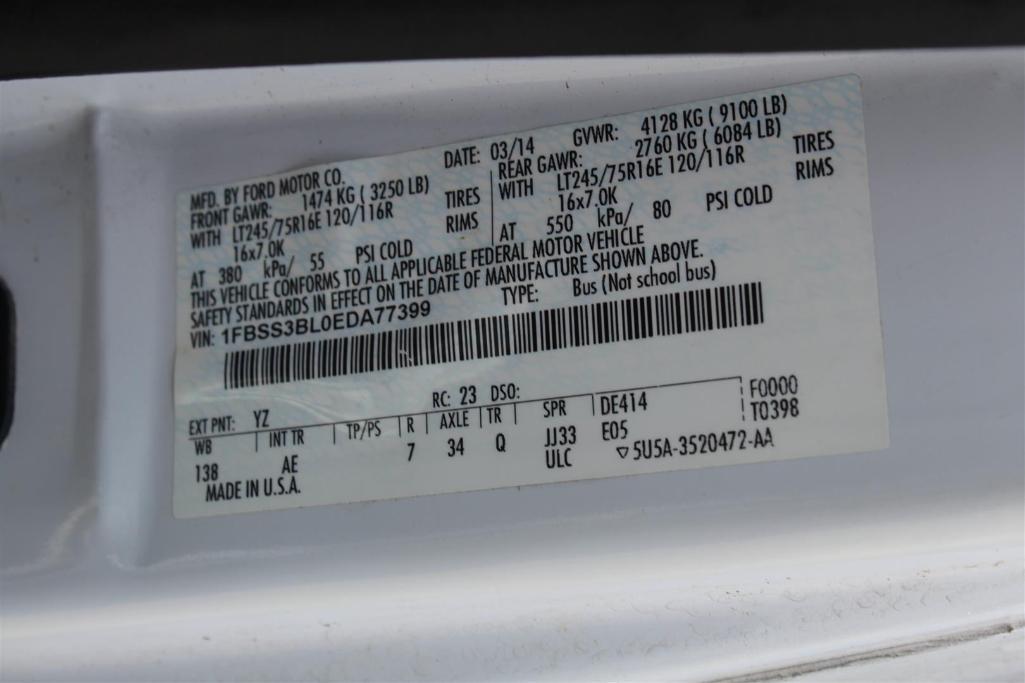 MFD. BY FORD MOTOR CO. DATE: 03/14 GVWR: 4128 KG ( 9100 LB)
FRONT GAWR: 1474 KG ( 3250 LB) REAR GAWR: 2760 KG ( 6084 LB)
WITH LT245/75R16E 120/116R TIRES WITH LT245/75R16E 120/116R TIRES
16x7.0K RIMS 16x7.0K RIMS
AT 380 kPa/ 55 PSI COLD AT 550 kPa/ 80 PSI COLD
THIS VEHICLE CONFORMS TO ALL APPLICABLE FEDERAL MOTOR VEHICLE
SAFETY STANDARDS IN EFFECT ON THE DATE OF MANUFACTURE SHOWN ABOVE.
VIN: 1FBSS3BL0EDA77399 TYPE: Bus (Not school bus)
EXT PNT: YZ RC: 23 DSO:
WB INT TR TP/PS R AXLE TR SPR DE414 F0000
138 AE 7 34 Q JJ33 E05 T0398
MADE IN U.S.A. ULC ▽5U5A-3520472-AA